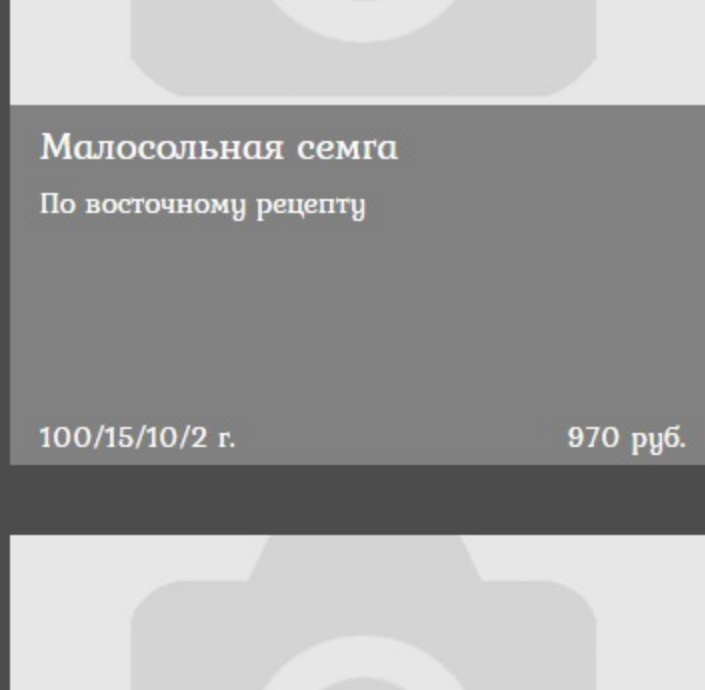 Малосольная семга
По восточному рецепту
100/15/10/2 г.
970 руб.